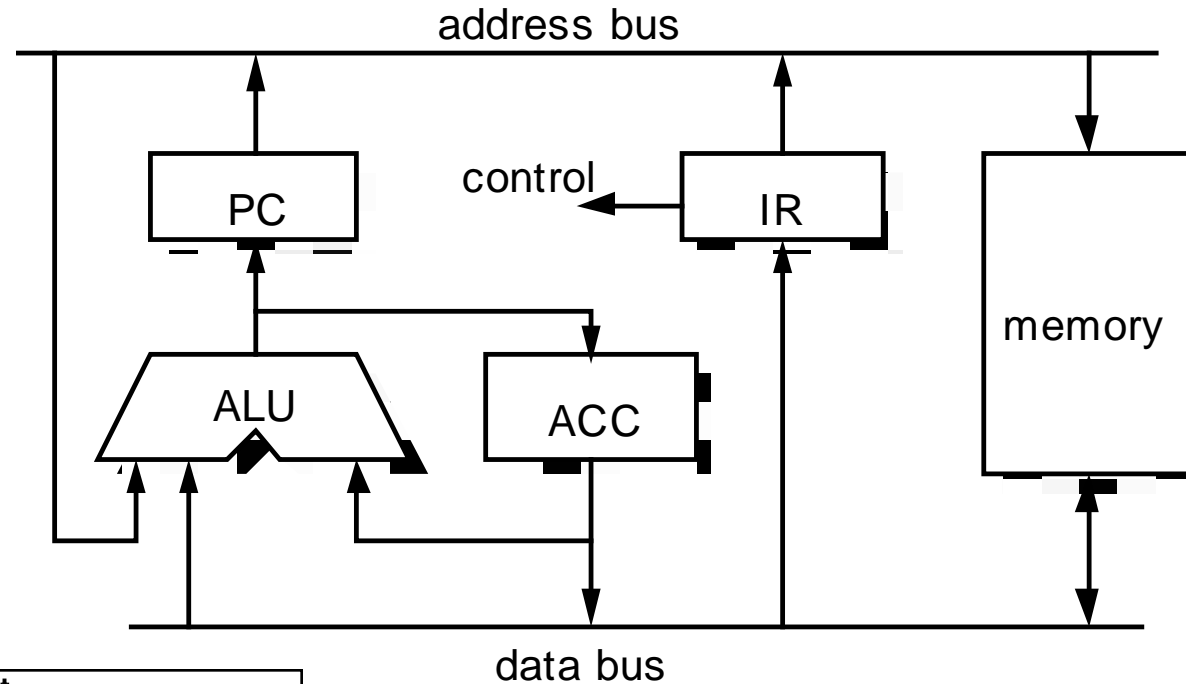 address bus
PC
control
IR
memory
ALU
ACC
data bus